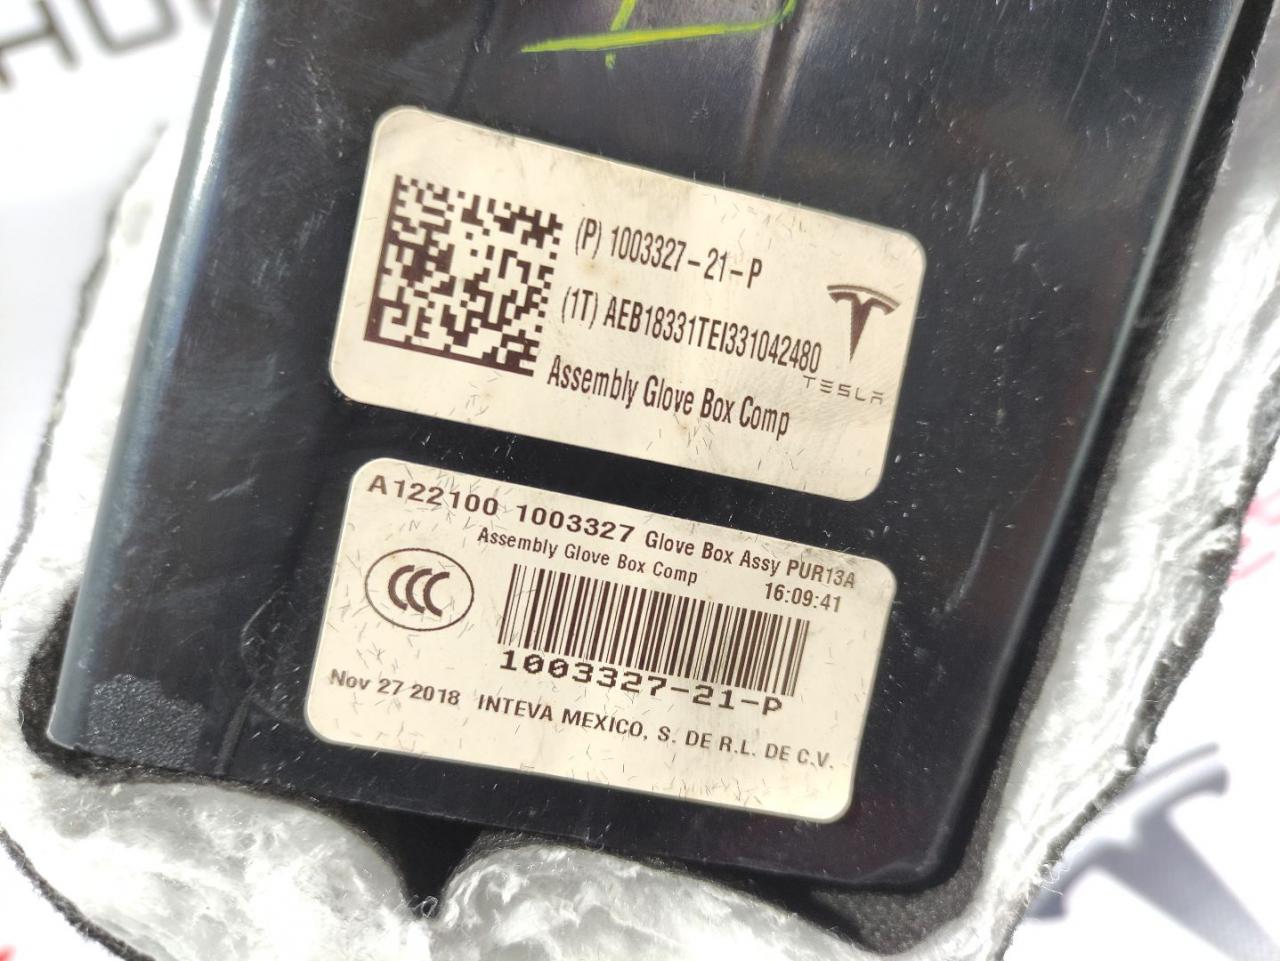 (P) 1003327-21-P
(1T) AEB18331TEI331042480
TESLA
Assembly Glove Box Comp
A122100 1003327 Glove Box Assy PUR13A
Assembly Glove Box Comp 16:09:41
CCC
1003327-21-P
Nov 27 2018 INTEVA MEXICO, S. DE R.L. DE C.V.